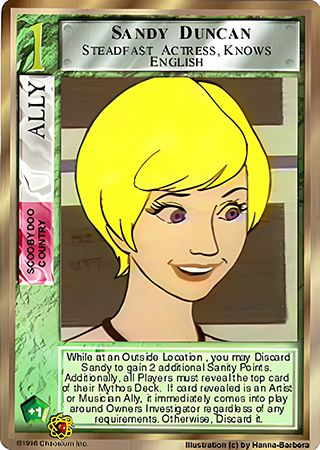 1
SANDY DUNCAN
STEADFAST ACTRESS, KNOWS
ENGLISH
ALLY
SCOOBYDOO
COUNTRY
While at an Outside Location , you may Discard
Sandy to gain 2 additional Sanity Points.
Additionally, all Players must reveal the top card
of their Mythos Deck. If card revealed is an Artist
or Musician Ally, it immediately comes into play
around Owners Investigator regardless of any
requirements. Otherwise, Discard it.
+1
©1996 Chaosium Inc.
Illustration (c) by Hanna-Barbera